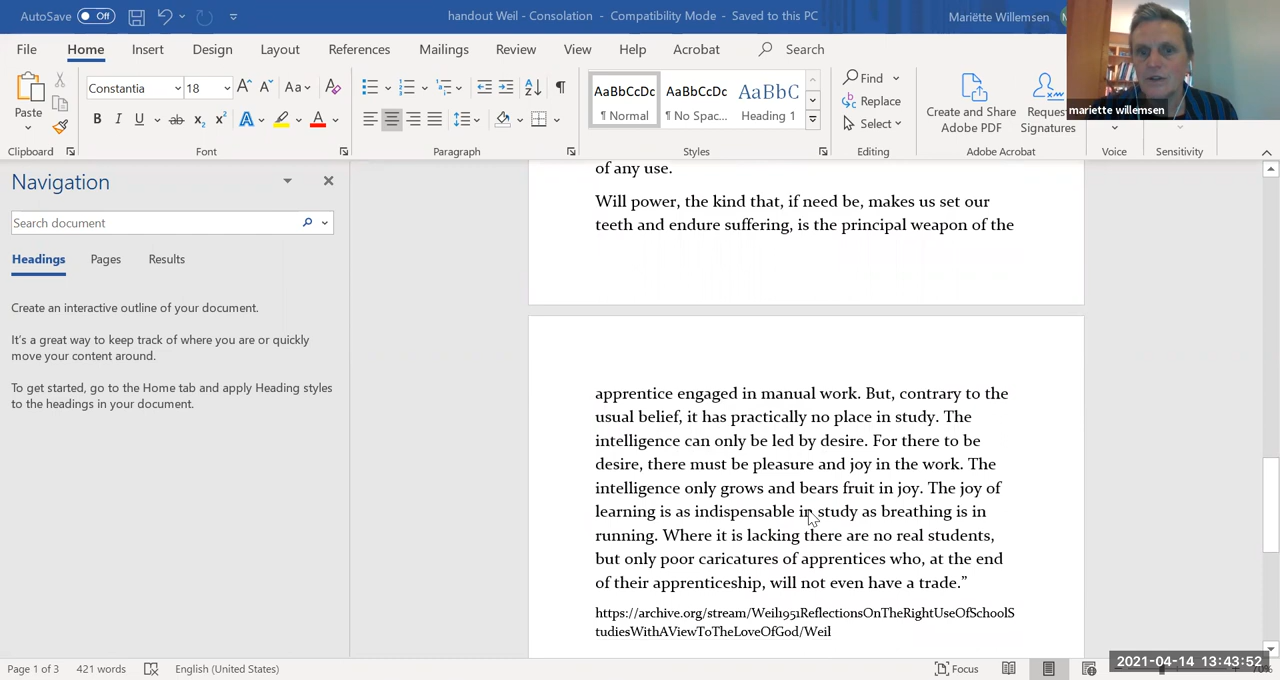 AutoSave Off
handout Weil - Consolation - Compatibility Mode - Saved to this PC
Mariëtte Willemsen
File Home Insert Design Layout References Mailings Review View Help Acrobat Search
mariette willemsen
Paste
Constantia 18
Aa
AaBbCcDc AaBbCcDc AaBbC
¶ Normal ¶ No Spac... Heading 1
Find
Replace
Select
Create and Share
Adobe PDF
Reque
Signatures
Clipboard Font Paragraph Styles Editing Adobe Acrobat Voice Sensitivity
Navigation
Search document
Headings Pages Results
Create an interactive outline of your document.
It's a great way to keep track of where you are or quickly
move your content around.
To get started, go to the Home tab and apply Heading styles
to the headings in your document.
of any use.
Will power, the kind that, if need be, makes us set our
teeth and endure suffering, is the principal weapon of the
apprentice engaged in manual work. But, contrary to the
usual belief, it has practically no place in study. The
intelligence can only be led by desire. For there to be
desire, there must be pleasure and joy in the work. The
intelligence only grows and bears fruit in joy. The joy of
learning is as indispensable in study as breathing is in
running. Where it is lacking there are no real students,
but only poor caricatures of apprentices who, at the end
of their apprenticeship, will not even have a trade.”
https://archive.org/stream/Weil1951ReflectionsOnTheRightUseOfSchoolS
tudiesWithAViewToTheLoveOfGod/Weil
Page 1 of 3 421 words English (United States)
Focus
2021-04-14 13:43:52